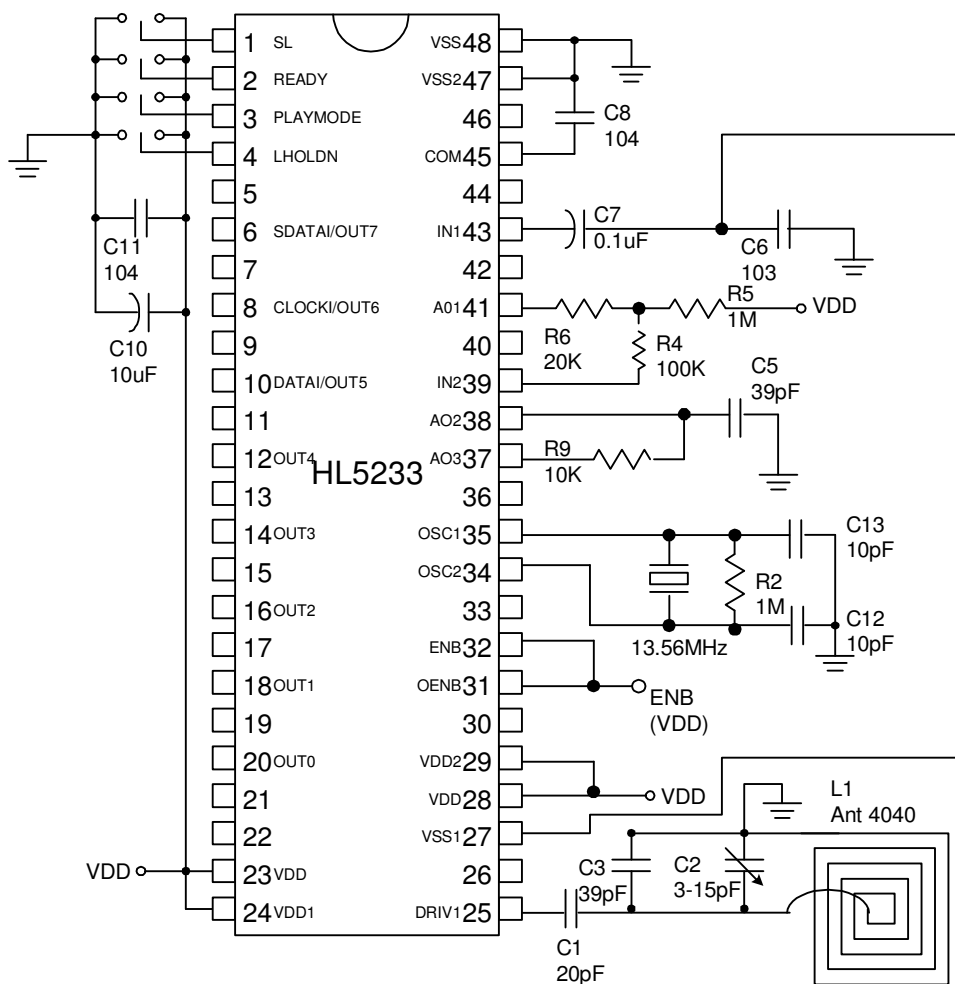 1 SL
2 READY
3 PLAYMODE
4 LHOLDN
5
6 SDATAI/OUT7
7
8 CLOCKI/OUT6
9
10 DATAI/OUT5
11
12 OUT4
13
14 OUT3
15
16 OUT2
17
18 OUT1
19
20 OUT0
21
22
23 VDD
24 VDD1
C11
104
C10
10uF
VDD
HL5233
VSS 48
VSS2 47
46
COM 45
44
IN1 43
42
A01 41
40
IN2 39
AO2 38
AO3 37
36
OSC1 35
OSC2 34
33
ENB 32
OENB 31
30
VDD2 29
VDD 28
VSS1 27
26
DRIV1 25
C8
104
C7
0.1uF
C6
103
R6
20K
R4
100K
R5
1M
VDD
C5
39pF
R9
10K
C13
10pF
R2
1M
C12
10pF
13.56MHz
ENB
(VDD)
VDD
L1
Ant 4040
C3
39pF
C2
3-15pF
C1
20pF